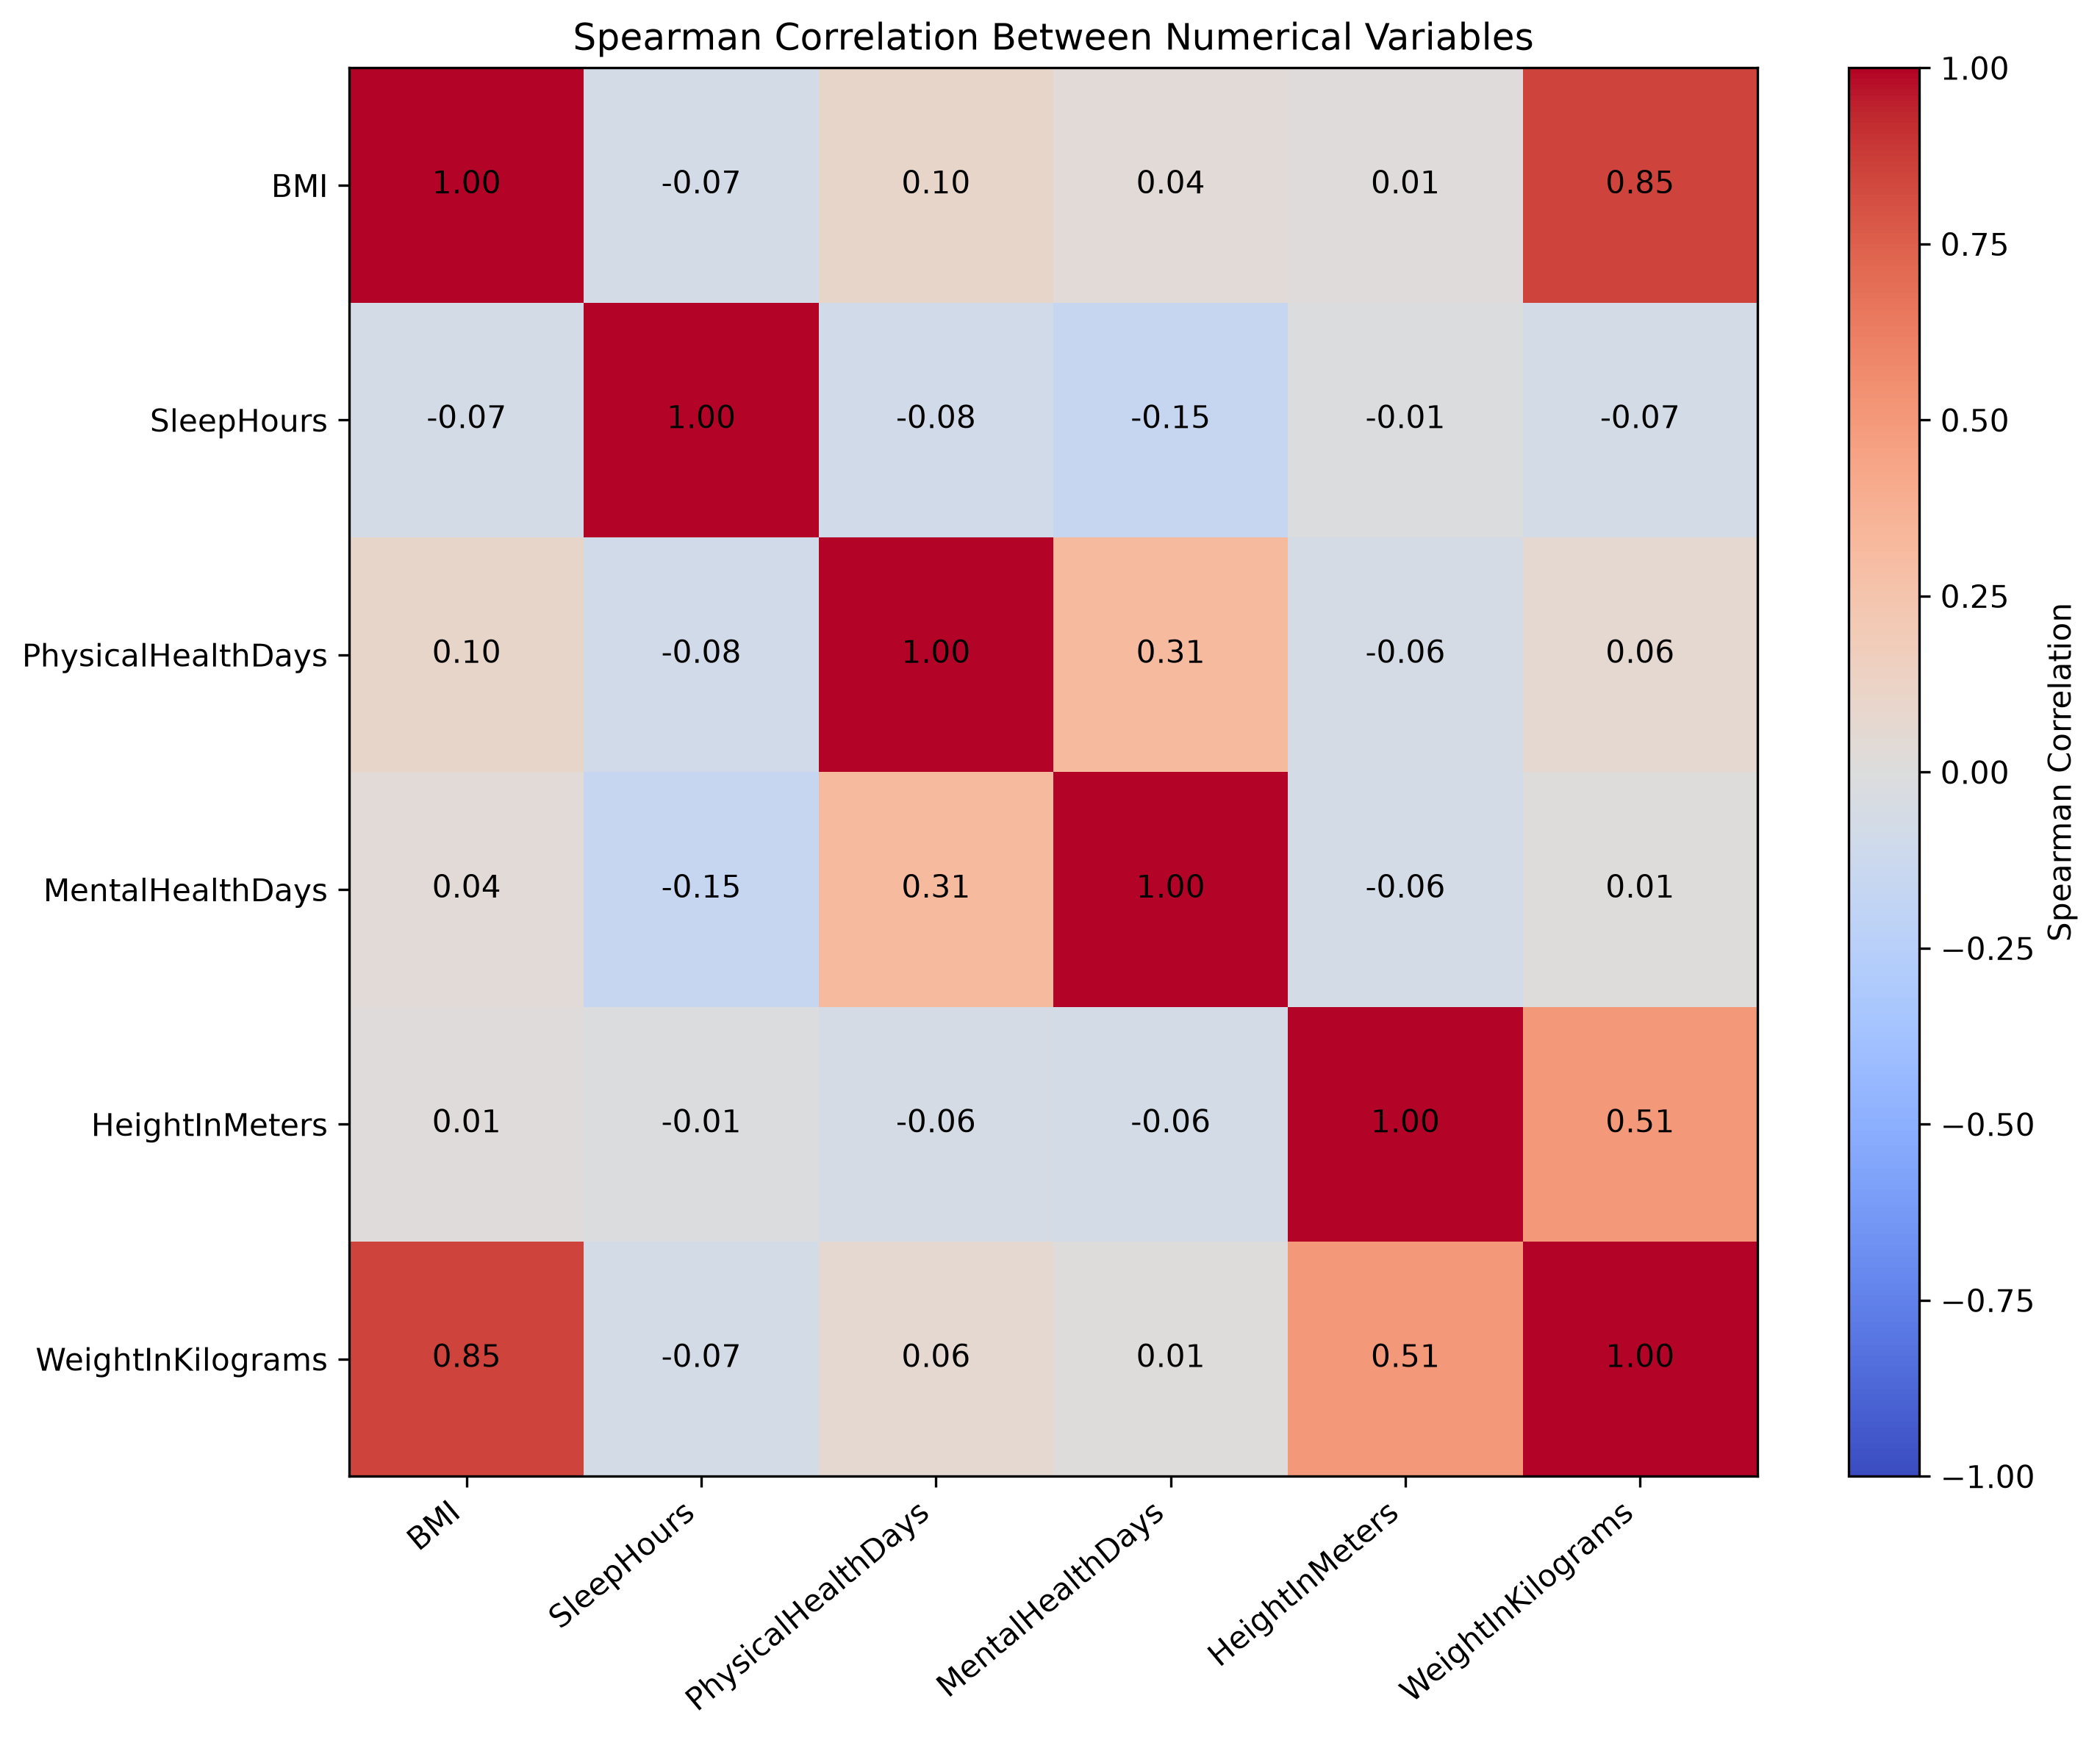 Spearman Correlation Between Numerical Variables
BMI 1.00 -0.07 0.10 0.04 0.01 0.85
SleepHours -0.07 1.00 -0.08 -0.15 -0.01 -0.07
PhysicalHealthDays 0.10 -0.08 1.00 0.31 -0.06 0.06
MentalHealthDays 0.04 -0.15 0.31 1.00 -0.06 0.01
HeightInMeters 0.01 -0.01 -0.06 -0.06 1.00 0.51
WeightInKilograms 0.85 -0.07 0.06 0.01 0.51 1.00
BMI
SleepHours
PhysicalHealthDays
MentalHealthDays
HeightInMeters
WeightInKilograms
1.00
0.75
0.50
0.25
0.00
−0.25
−0.50
−0.75
−1.00
Spearman Correlation